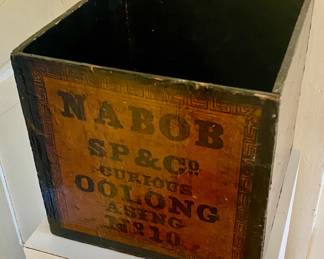 NABOB
SP&Co
CURIOUS
OOLONG
ASING
No 10